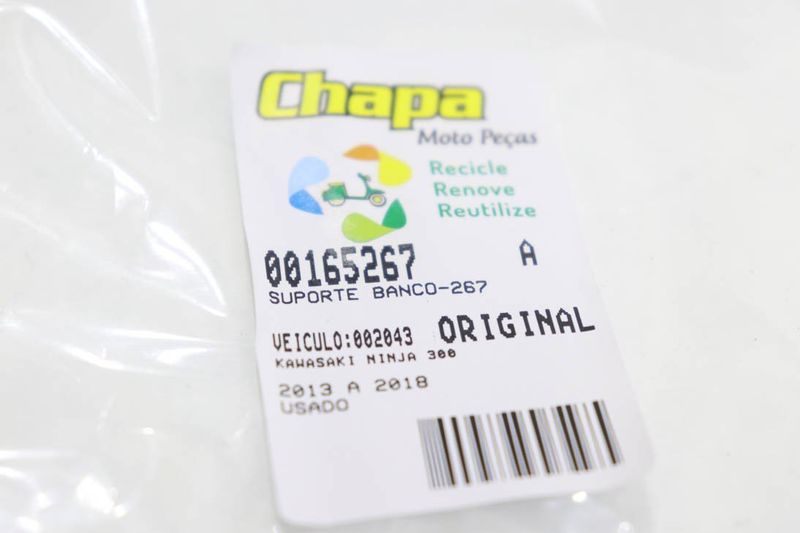 Chapa
Moto Peças
Recicle
Renove
Reutilize
00165267 A
SUPORTE BANCO-267
VEICULO:002043 ORIGINAL
KAWASAKI NINJA 300
2013 A 2018
USADO